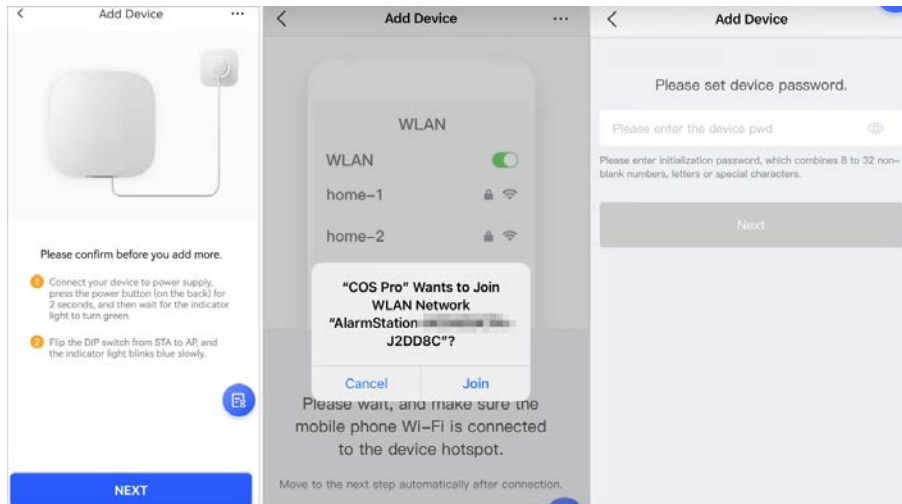 Add Device
Please confirm before you add more.
1 Connect your device to power supply,
press the power button (on the back) for
2 seconds, and then wait for the indicator
light to turn green.
2 Flip the DIP switch from STA to AP, and
the indicator light blinks blue slowly.
NEXT
Add Device
WLAN
WLAN
home-1
home-2
"COS Pro" Wants to Join
WLAN Network
"AlarmStation
J2DD8C"?
Cancel Join
Please wait, and make sure the
mobile phone Wi-Fi is connected
to the device hotspot.
Move to the next step automatically after connection.
Add Device
Please set device password.
Please enter the device pwd
Please enter initialization password, which combines 8 to 32 non-
blank numbers, letters or special characters.
Next